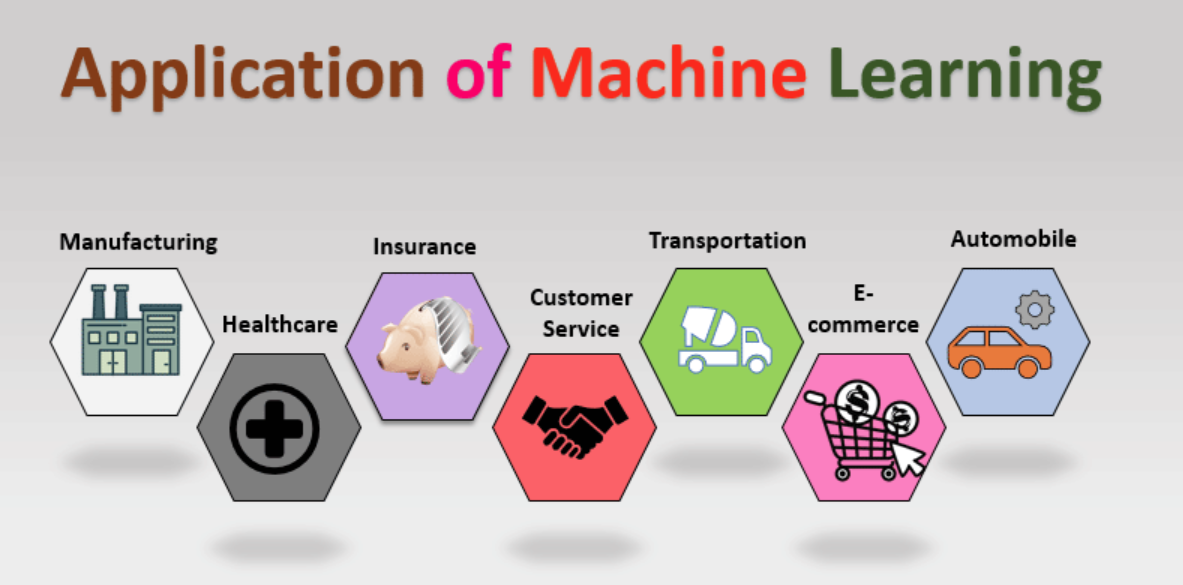 Application of Machine Learning
Manufacturing
Healthcare
Insurance
Customer
Service
Transportation
E-
commerce
Automobile
$
$